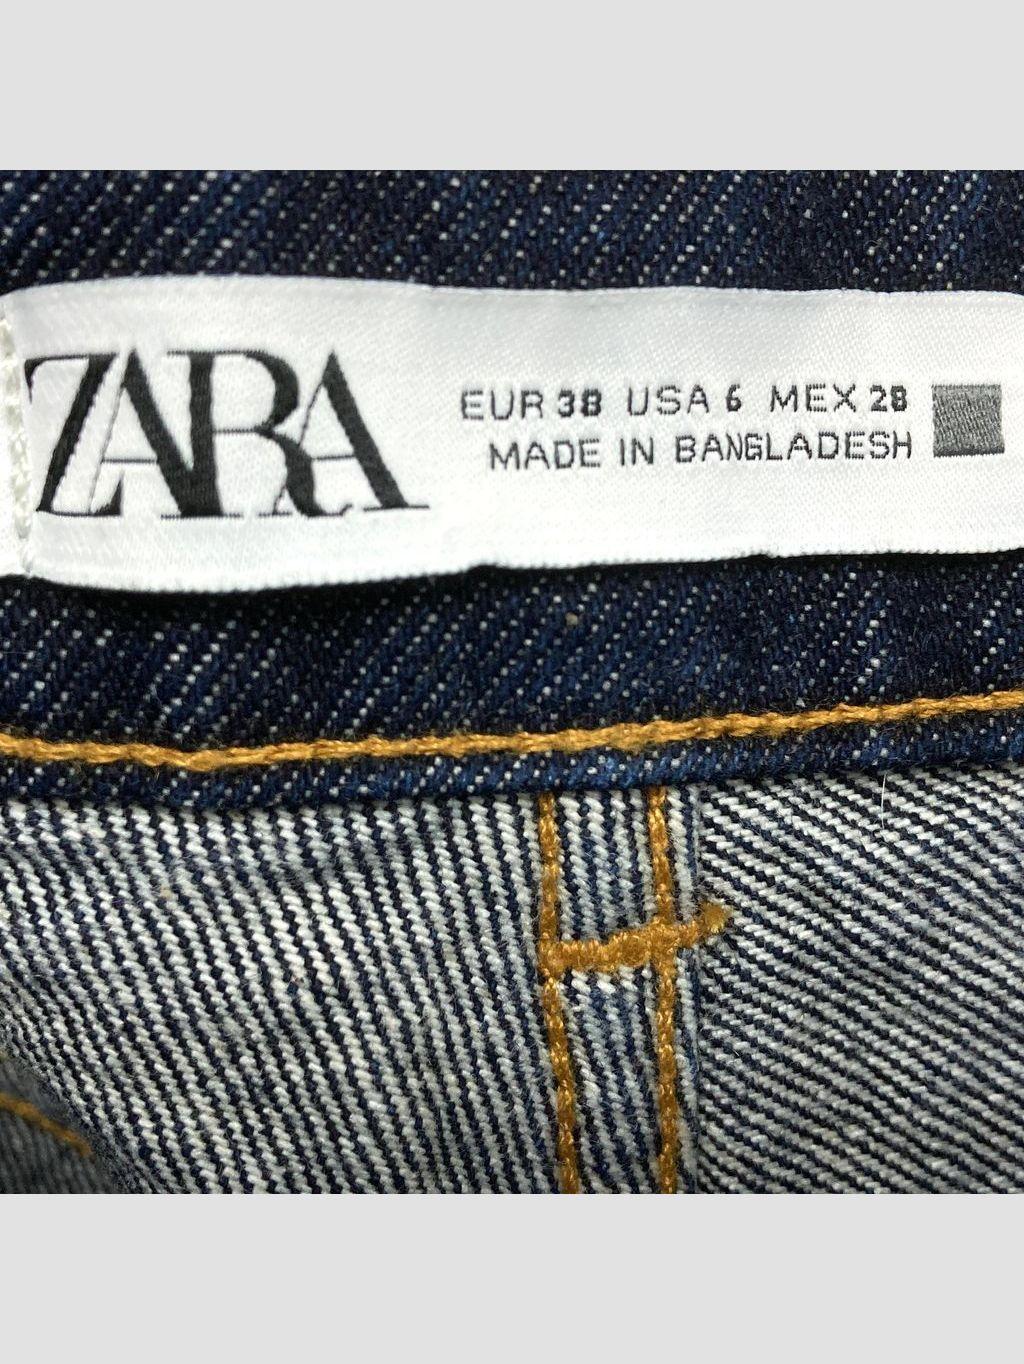 ZARA
EUR 38 USA 6 MEX 28
MADE IN BANGLADESH